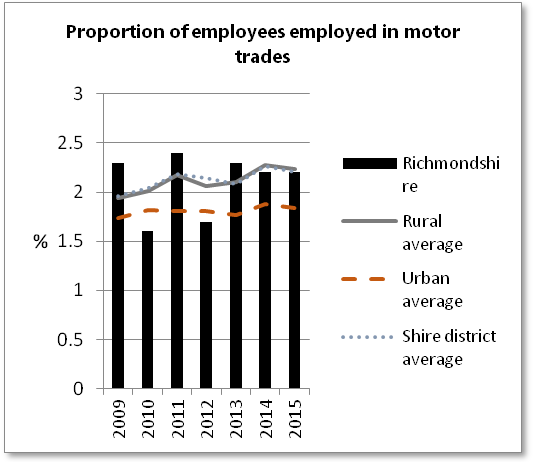 Proportion of employees employed in motor
trades
3
2.5
2
1.5
1
0.5
0
%
2009
2010
2011
2012
2013
2014
2015
Richmondshi
re
Rural
average
Urban
average
Shire district
average